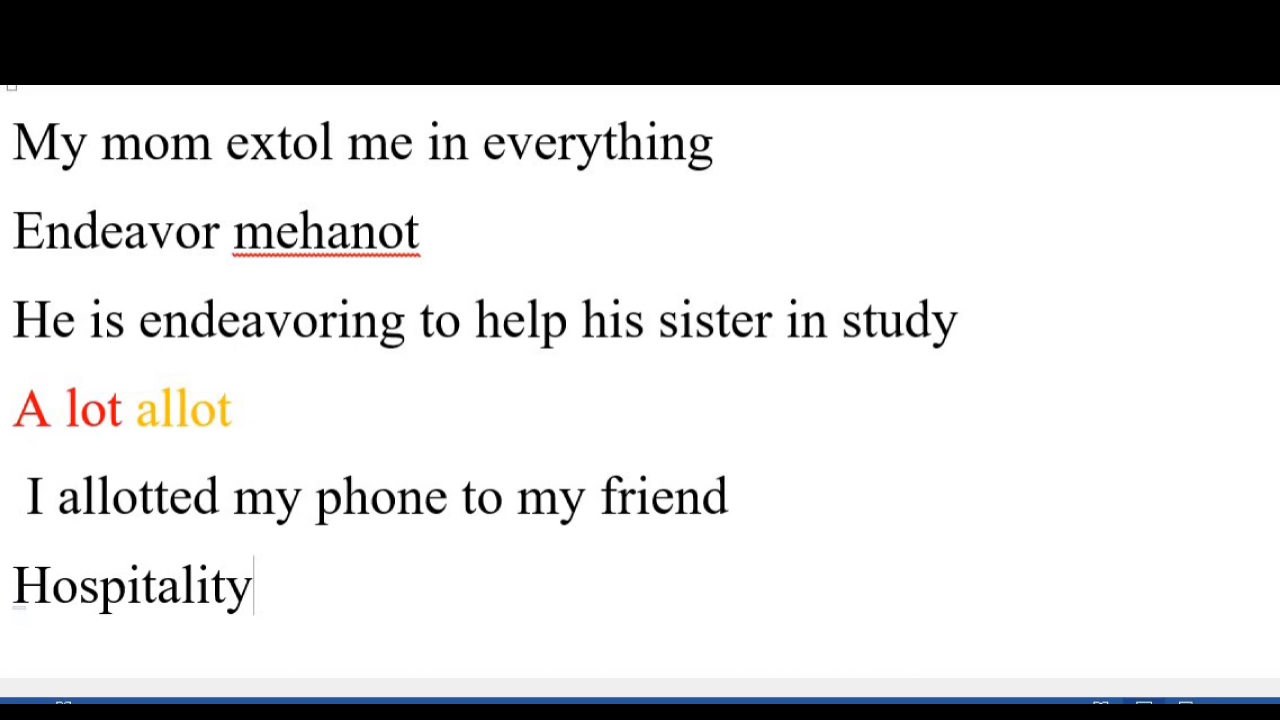 My mom extol me in everything
Endeavor mehanot
He is endeavoring to help his sister in study
A lot allot
I allotted my phone to my friend
Hospitality